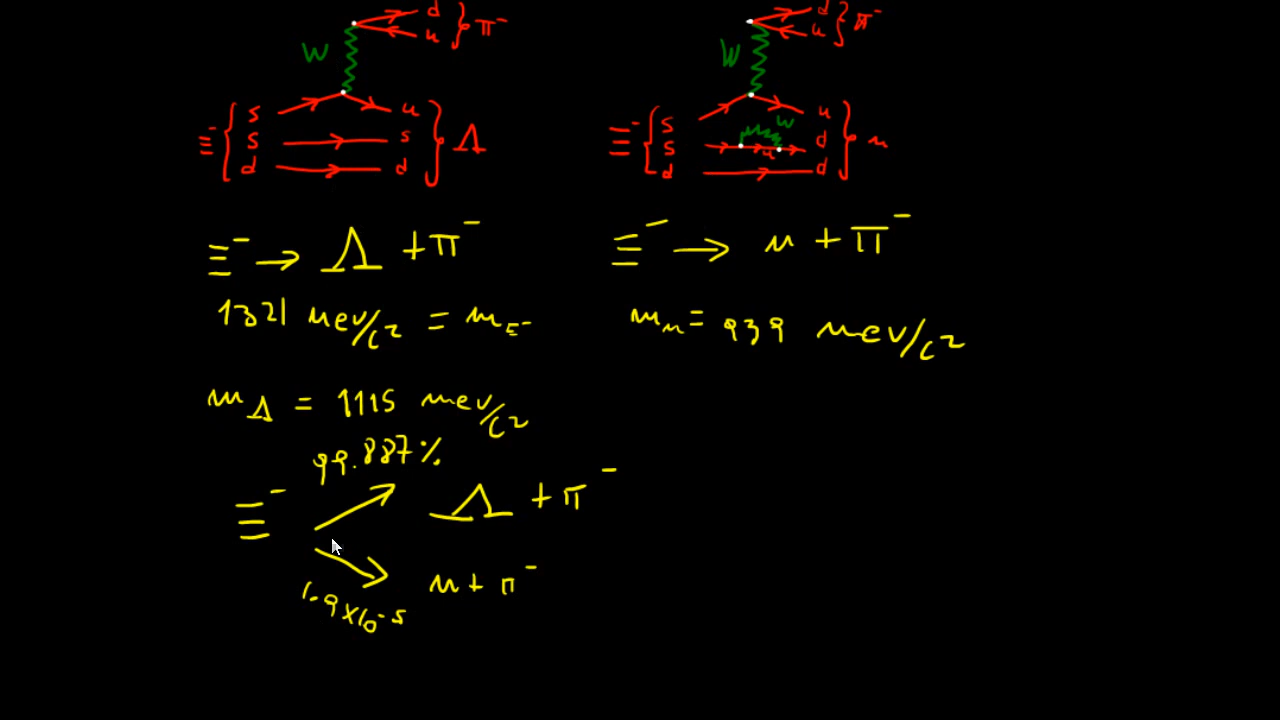 d } π⁻
u
W
Ξ⁻ { s u } Λ
s s
d d
d } π⁻
u
W
Ξ⁻ { s u } n
s u d
W
d d
Ξ⁻ → Λ + π⁻
1321 MeV/c² = m_Ξ⁻
m_Λ = 1115 MeV/c²
Ξ⁻ → n + π⁻
m_n = 939 MeV/c²
99.887%
Ξ⁻ Λ + π⁻
n + π⁻
1.9×10⁻⁵